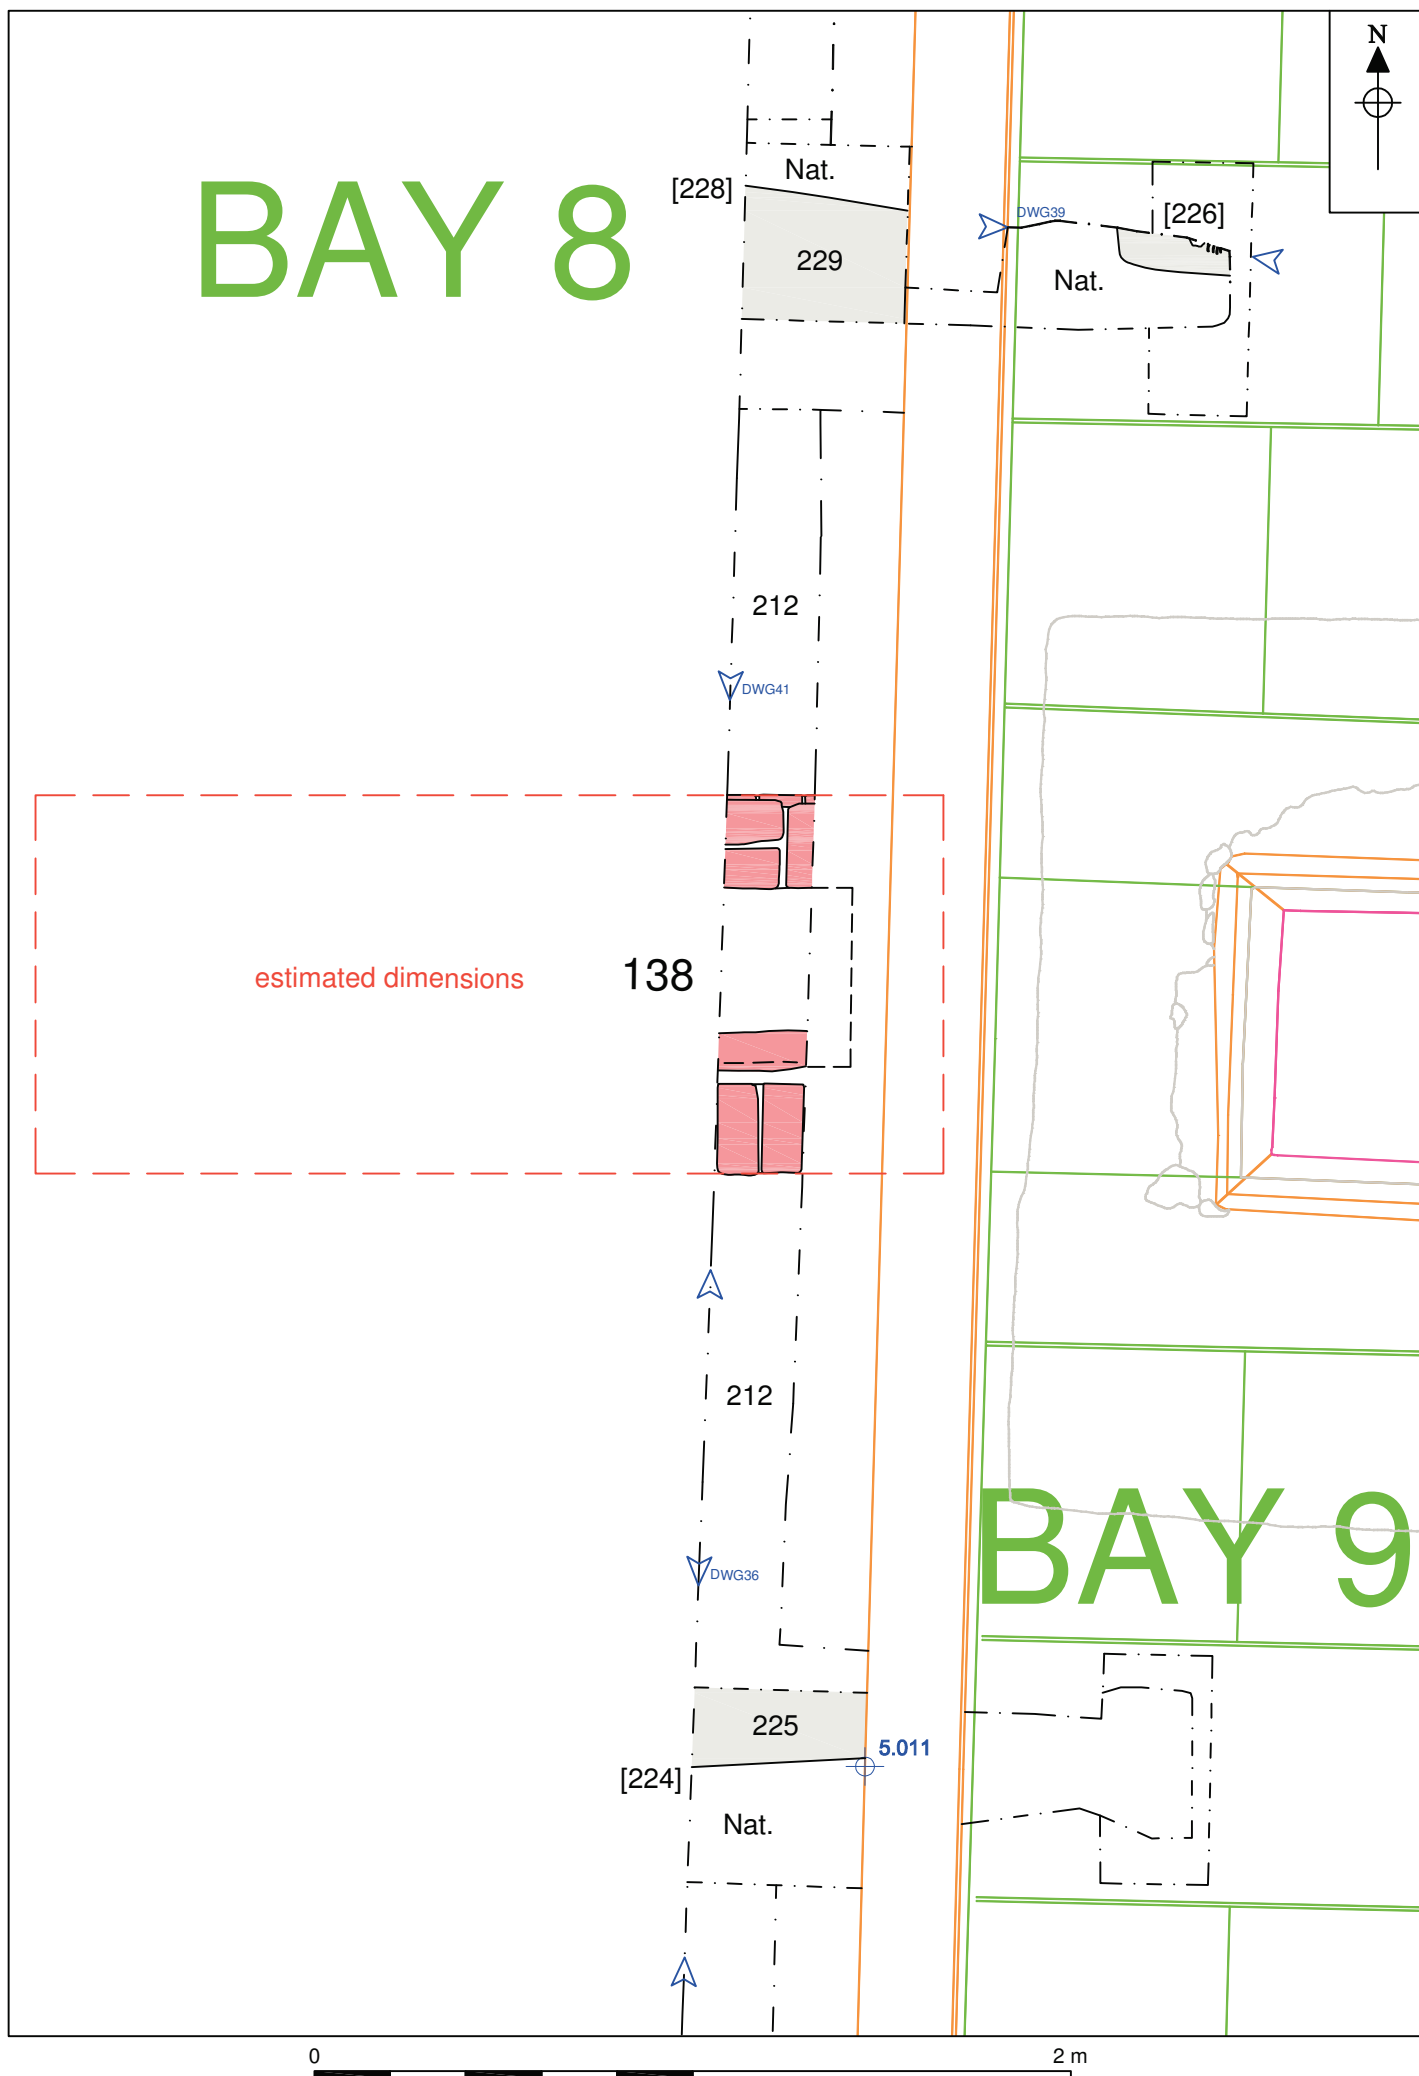 N
BAY 8
Nat.
[228]
229
DWG39
[226]
Nat.
212
DWG41
estimated dimensions
138
212
BAY 9
DWG36
225
5.011
[224]
Nat.
0
2 m